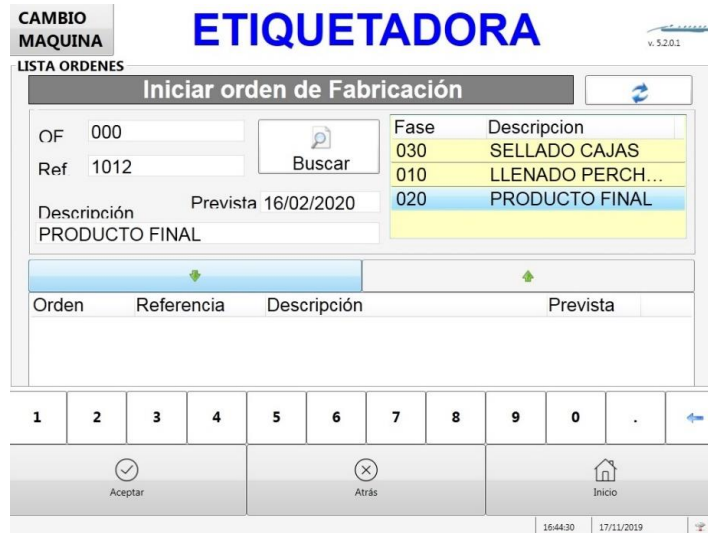 CAMBIO
MAQUINA
ETIQUETADORA
v. 5.2.0.1
LISTA ORDENES
Iniciar orden de Fabricación
OF 000
Ref 1012
Buscar
Prevista 16/02/2020
Descripción
PRODUCTO FINAL
Fase Descripcion
030 SELLADO CAJAS
010 LLENADO PERCH...
020 PRODUCTO FINAL
Orden Referencia Descripción Prevista
1 2 3 4 5 6 7 8 9 0 .
Aceptar Atrás Inicio
16:44:30 17/11/2019